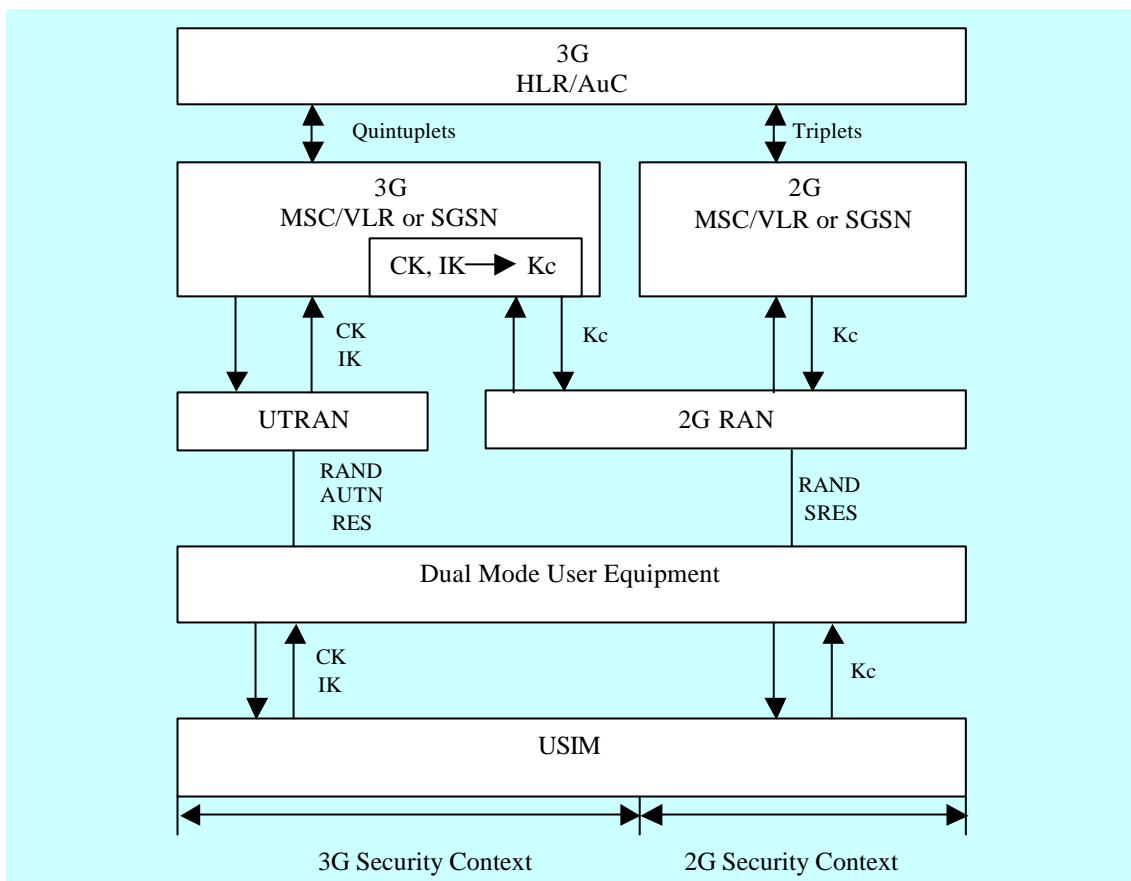 3G
HLR/AuC
Quintuplets
Triplets
3G
MSC/VLR or SGSN
CK, IK Kc
2G
MSC/VLR or SGSN
CK
IK
Kc
Kc
UTRAN
2G RAN
RAND
AUTN
RES
RAND
SRES
Dual Mode User Equipment
CK
IK
Kc
USIM
3G Security Context
2G Security Context